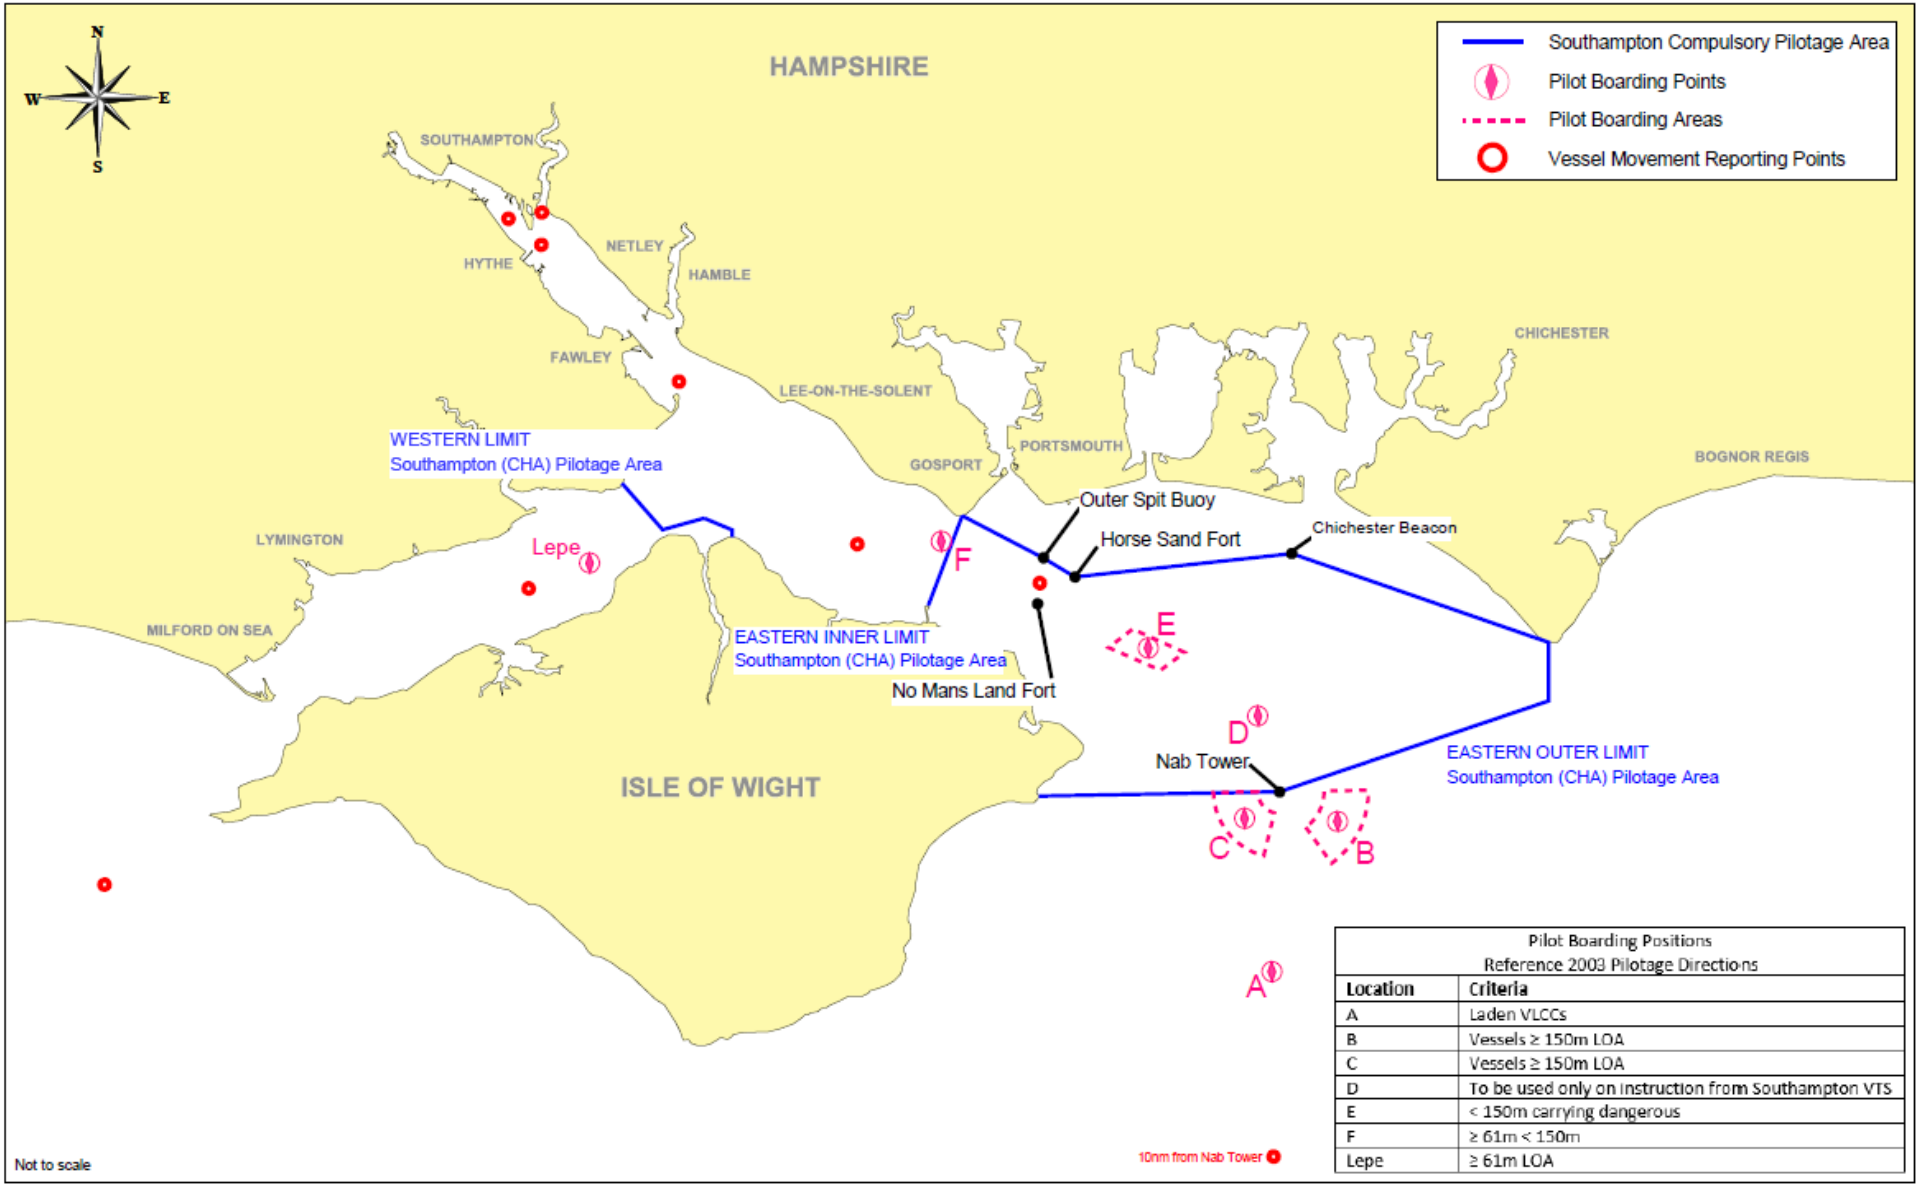 N
W
E
S
HAMPSHIRE
Southampton Compulsory Pilotage Area
Pilot Boarding Points
Pilot Boarding Areas
Vessel Movement Reporting Points
SOUTHAMPTON
HYTHE
NETLEY
HAMBLE
FAWLEY
LEE-ON-THE-SOLENT
CHICHESTER
WESTERN LIMIT
Southampton (CHA) Pilotage Area
GOSPORT
PORTSMOUTH
BOGNOR REGIS
Outer Spit Buoy
Horse Sand Fort
Chichester Beacon
LYMINGTON
Lepe
F
MILFORD ON SEA
EASTERN INNER LIMIT
Southampton (CHA) Pilotage Area
E
No Mans Land Fort
D
Nab Tower
EASTERN OUTER LIMIT
Southampton (CHA) Pilotage Area
ISLE OF WIGHT
C
B
A
Pilot Boarding Positions
Reference 2003 Pilotage Directions
Location Criteria
A Laden VLCCs
B Vessels ≥ 150m LOA
C Vessels ≥ 150m LOA
D To be used only on instruction from Southampton VTS
E < 150m carrying dangerous
F ≥ 61m < 150m
Lepe ≥ 61m LOA
10nm from Nab Tower
Not to scale